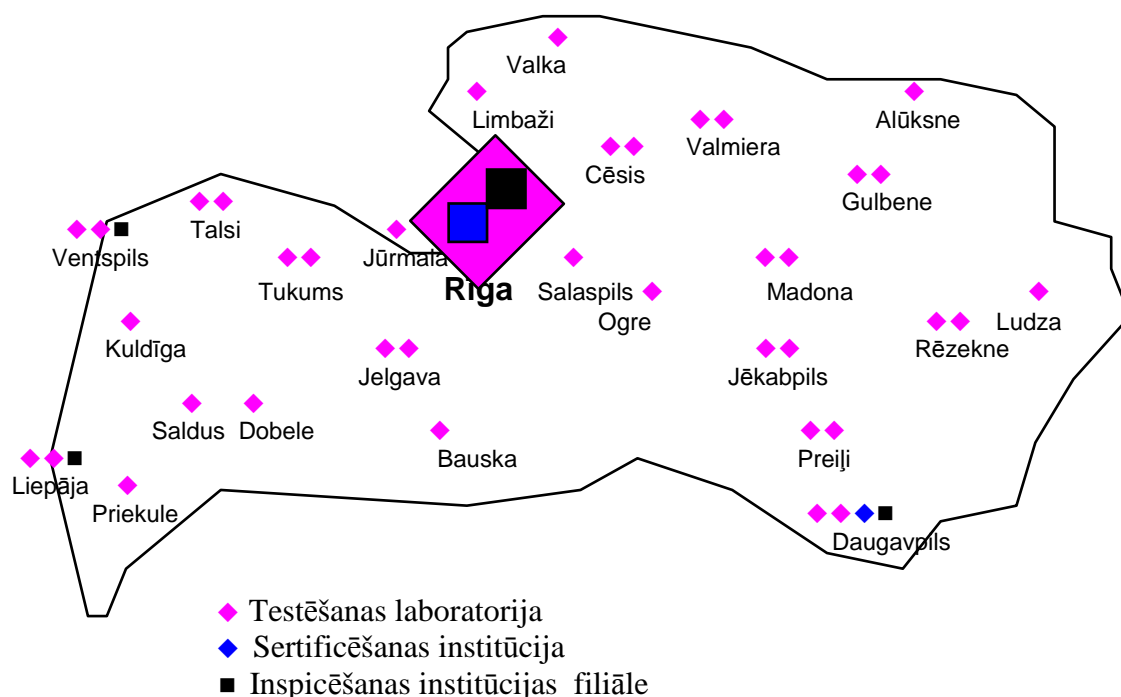 Valka
Limbaži
Alūksne
Valmiera
Cēsis
Gulbene
Talsi
Ventspils
Jūrmala
Tukums
Rīga
Salaspils
Madona
Ogre
Ludza
Kuldīga
Rēzekne
Jelgava
Jēkabpils
Saldus
Dobele
Bauska
Preiļi
Liepāja
Priekule
Daugavpils
Testēšanas laboratorija
Sertificēšanas institūcija
Inspicēšanas institūcijas filiāle